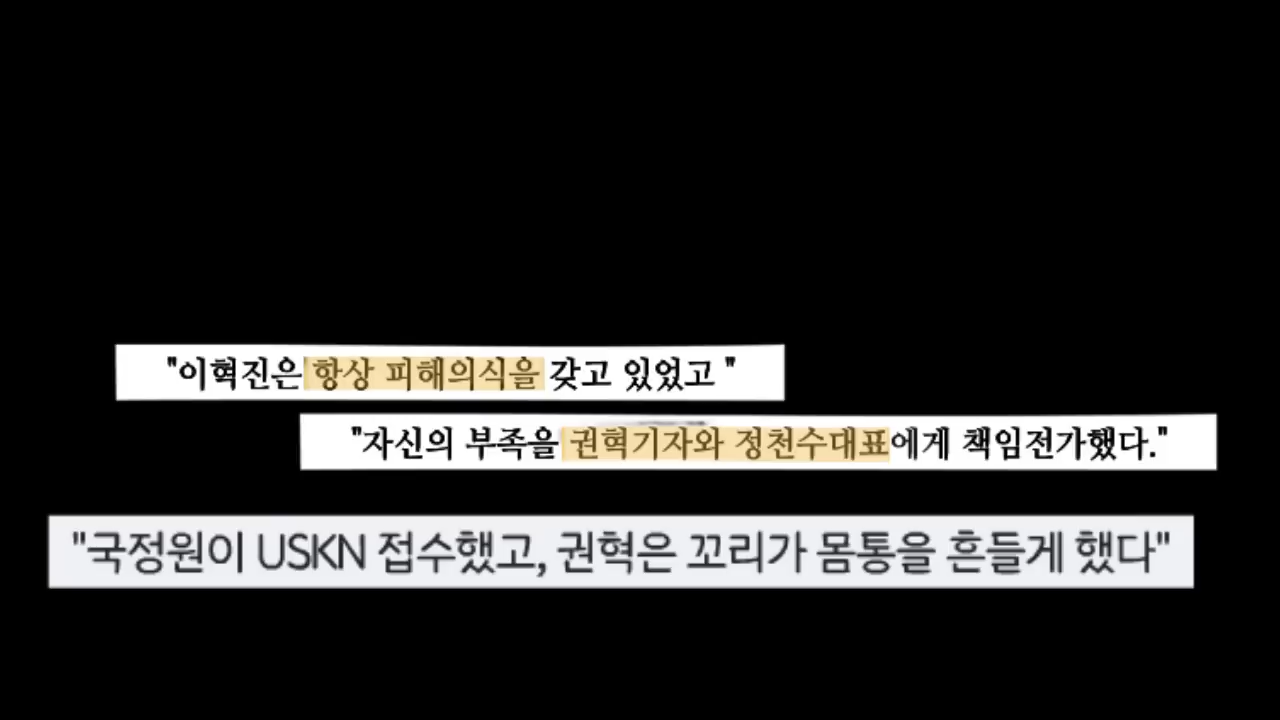 "이혁진은 항상 피해의식을 갖고 있었고 "
"자신의 부족을 권혁기자와 정천수대표에게 책임전가했다."
"국정원이 USKN 접수했고, 권혁은 꼬리가 몸통을 흔들게 했다"